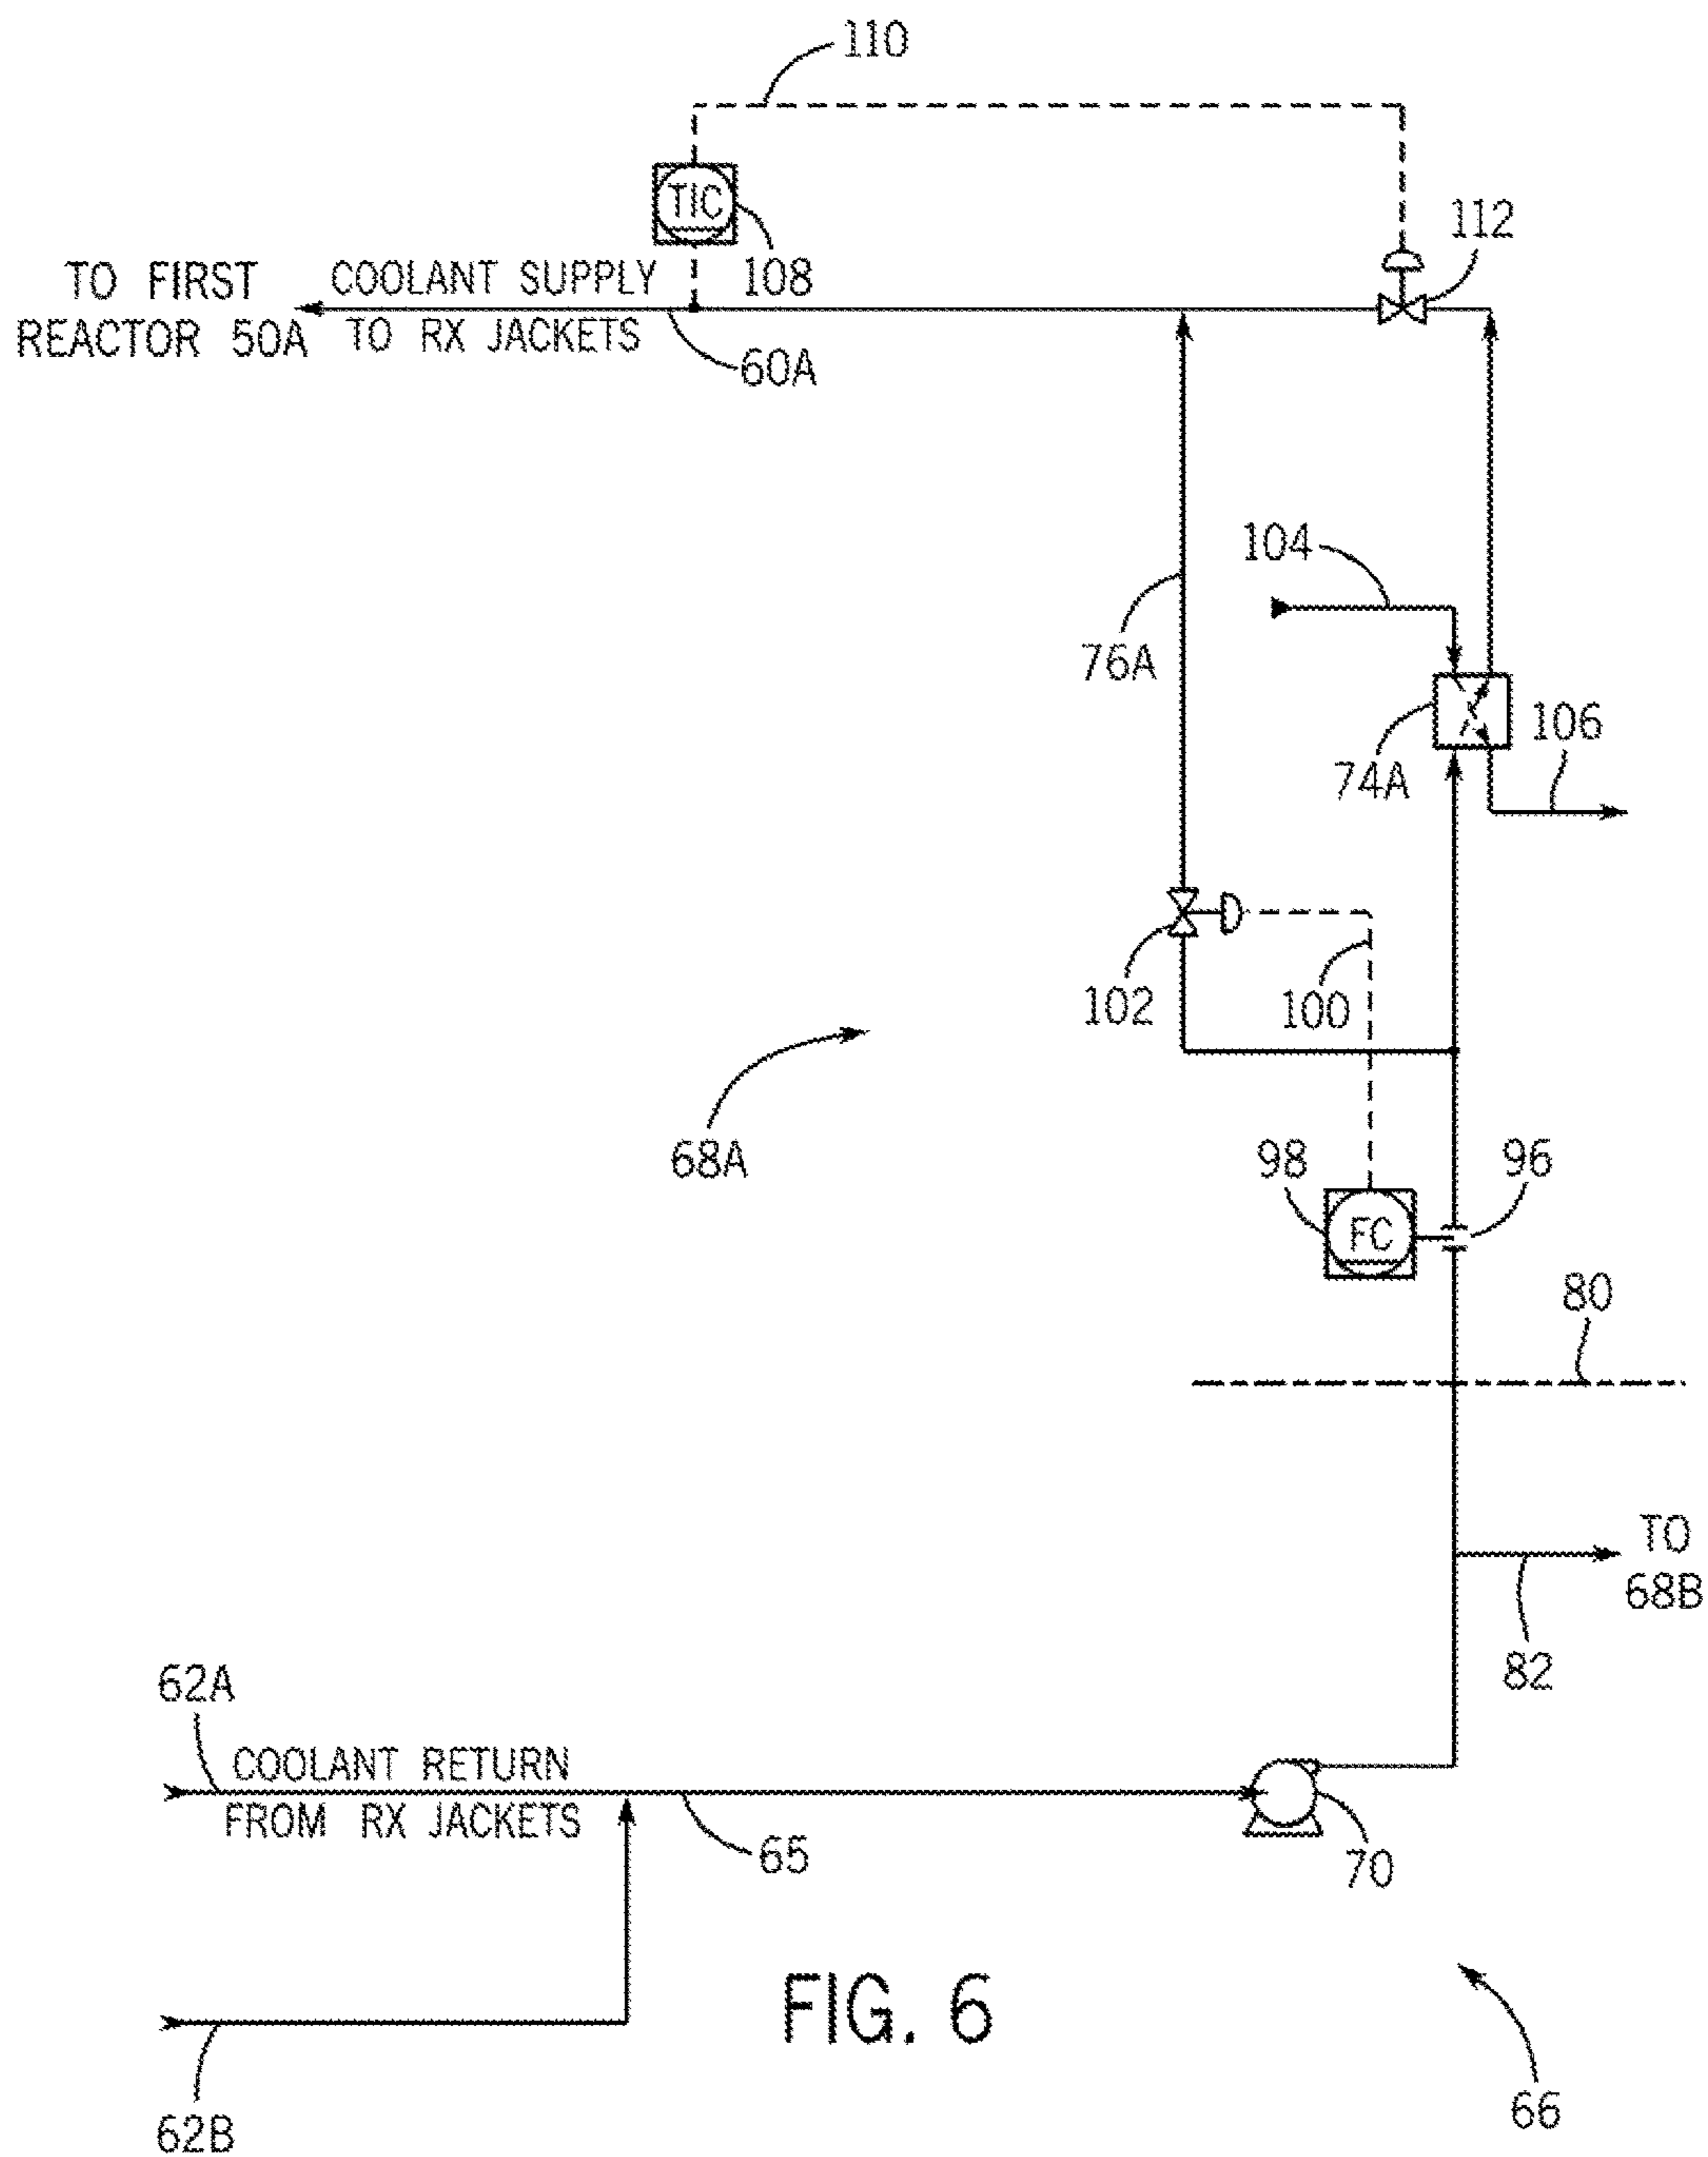 110
TIC
112
108
TO FIRST
REACTOR 50A
COOLANT SUPPLY
TO RX JACKETS
60A
104
76A
106
74A
102
100
68A
98
96
FC
80
TO
68B
82
62A
COOLANT RETURN
FROM RX JACKETS
65
70
FIG. 6
62B
66